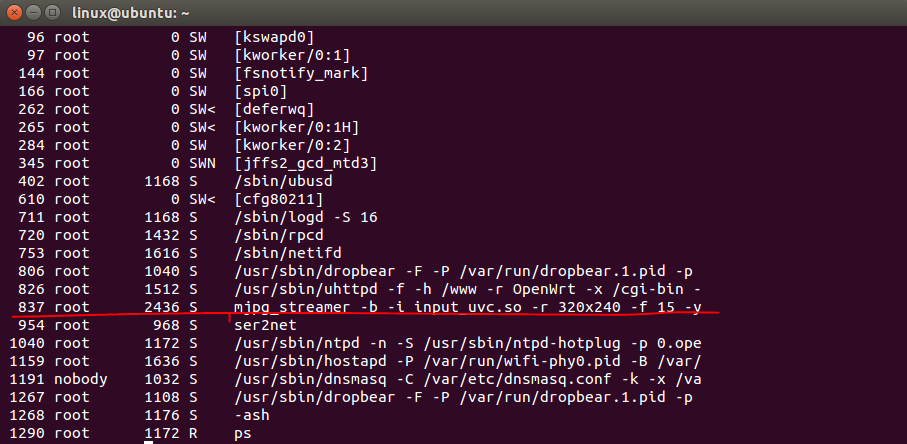 linux@ubuntu: ~
96 root 0 SW [kswapd0]
97 root 0 SW [kworker/0:1]
144 root 0 SW [fsnotify_mark]
166 root 0 SW [spi0]
262 root 0 SW< [deferwq]
265 root 0 SW< [kworker/0:1H]
284 root 0 SW [kworker/0:2]
345 root 0 SWN [jffs2_gcd_mtd3]
402 root 1168 S /sbin/ubusd
610 root 0 SW< [cfg80211]
711 root 1168 S /sbin/logd -S 16
720 root 1432 S /sbin/rpcd
753 root 1616 S /sbin/netifd
806 root 1040 S /usr/sbin/dropbear -F -P /var/run/dropbear.1.pid -p
826 root 1512 S /usr/sbin/uhttpd -f -h /www -r OpenWrt -x /cgi-bin -
837 root 2436 S mjpg_streamer -b -i input_uvc.so -r 320x240 -f 15 -y
954 root 968 S ser2net
1040 root 1172 S /usr/sbin/ntpd -n -S /usr/sbin/ntpd-hotplug -p 0.ope
1159 root 1636 S /usr/sbin/hostapd -P /var/run/wifi-phy0.pid -B /var/
1191 nobody 1032 S /usr/sbin/dnsmasq -C /var/etc/dnsmasq.conf -k -x /va
1267 root 1108 S /usr/sbin/dropbear -F -P /var/run/dropbear.1.pid -p
1268 root 1176 S -ash
1290 root 1172 R ps